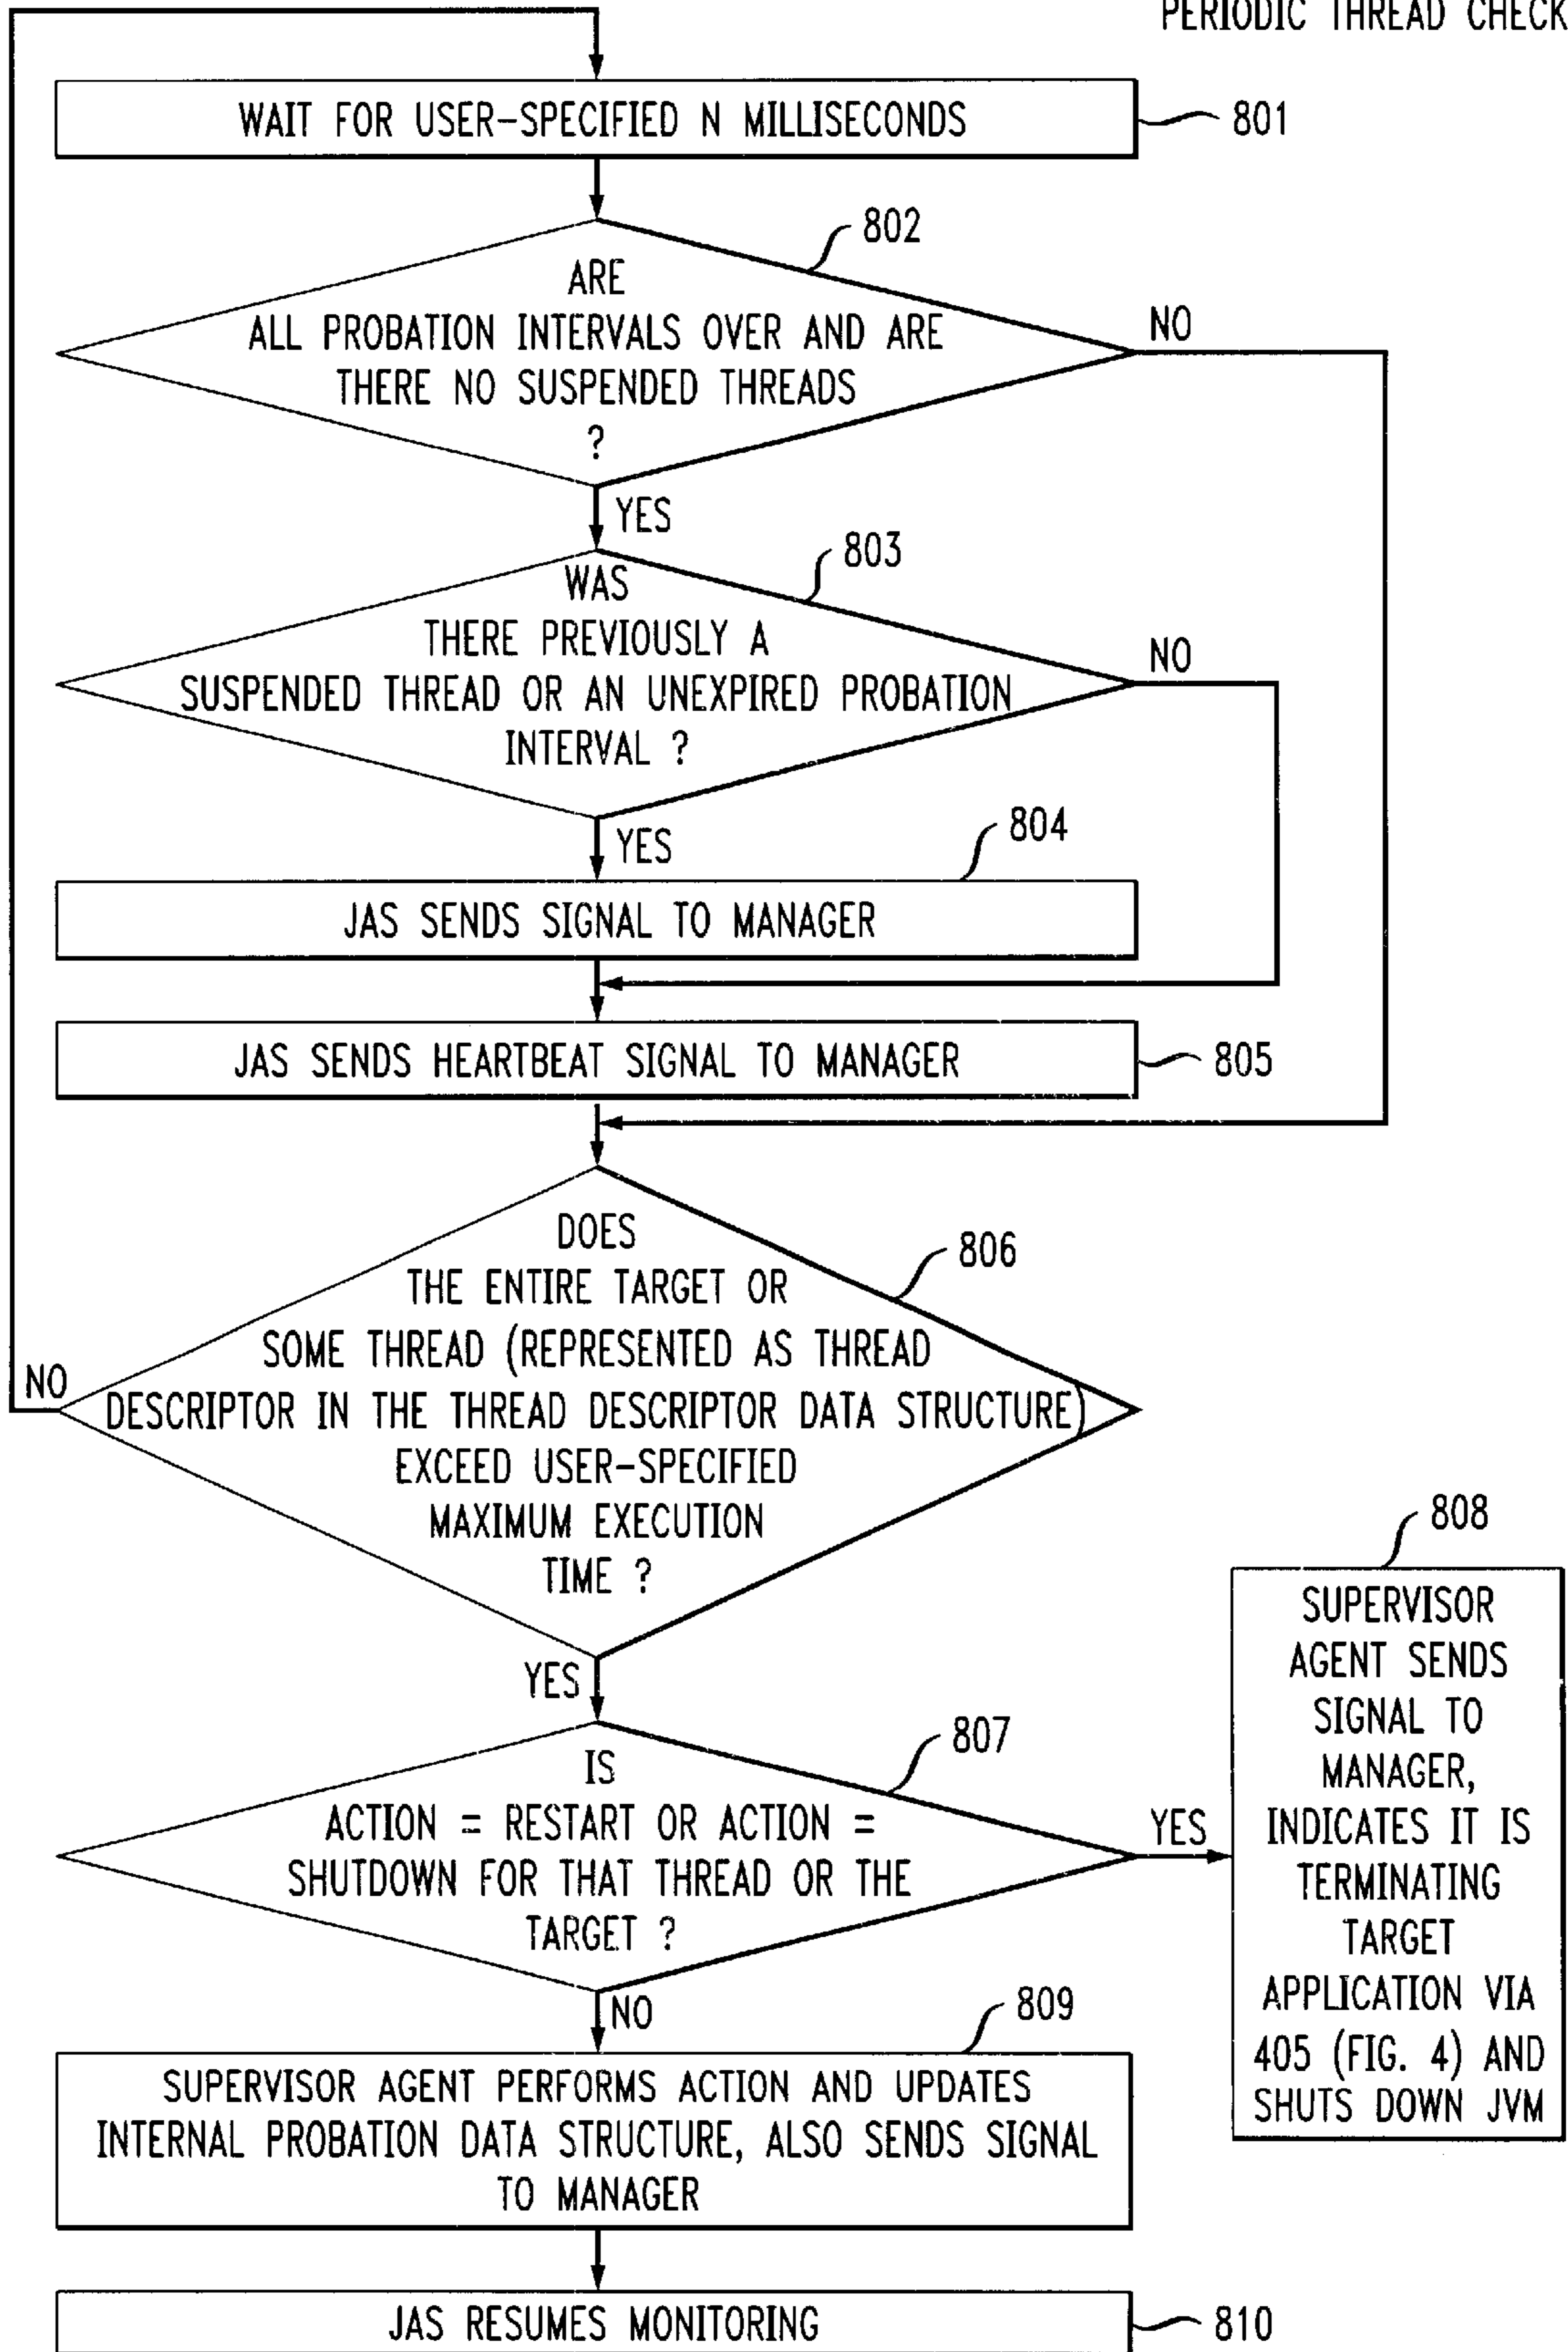 PERIODIC THREAD CHECK
WAIT FOR USER-SPECIFIED N MILLISECONDS
801
802
ARE
ALL PROBATION INTERVALS OVER AND ARE
THERE NO SUSPENDED THREADS
?
NO
YES
803
WAS
THERE PREVIOUSLY A
SUSPENDED THREAD OR AN UNEXPIRED PROBATION
INTERVAL ?
NO
YES
804
JAS SENDS SIGNAL TO MANAGER
JAS SENDS HEARTBEAT SIGNAL TO MANAGER
805
806
DOES
THE ENTIRE TARGET OR
SOME THREAD (REPRESENTED AS THREAD
DESCRIPTOR IN THE THREAD DESCRIPTOR DATA STRUCTURE)
EXCEED USER-SPECIFIED
MAXIMUM EXECUTION
TIME ?
NO
YES
807
IS
ACTION = RESTART OR ACTION =
SHUTDOWN FOR THAT THREAD OR THE
TARGET ?
YES
NO
808
SUPERVISOR
AGENT SENDS
SIGNAL TO
MANAGER,
INDICATES IT IS
TERMINATING
TARGET
APPLICATION VIA
405 (FIG. 4) AND
SHUTS DOWN JVM
809
SUPERVISOR AGENT PERFORMS ACTION AND UPDATES
INTERNAL PROBATION DATA STRUCTURE, ALSO SENDS SIGNAL
TO MANAGER
JAS RESUMES MONITORING
810